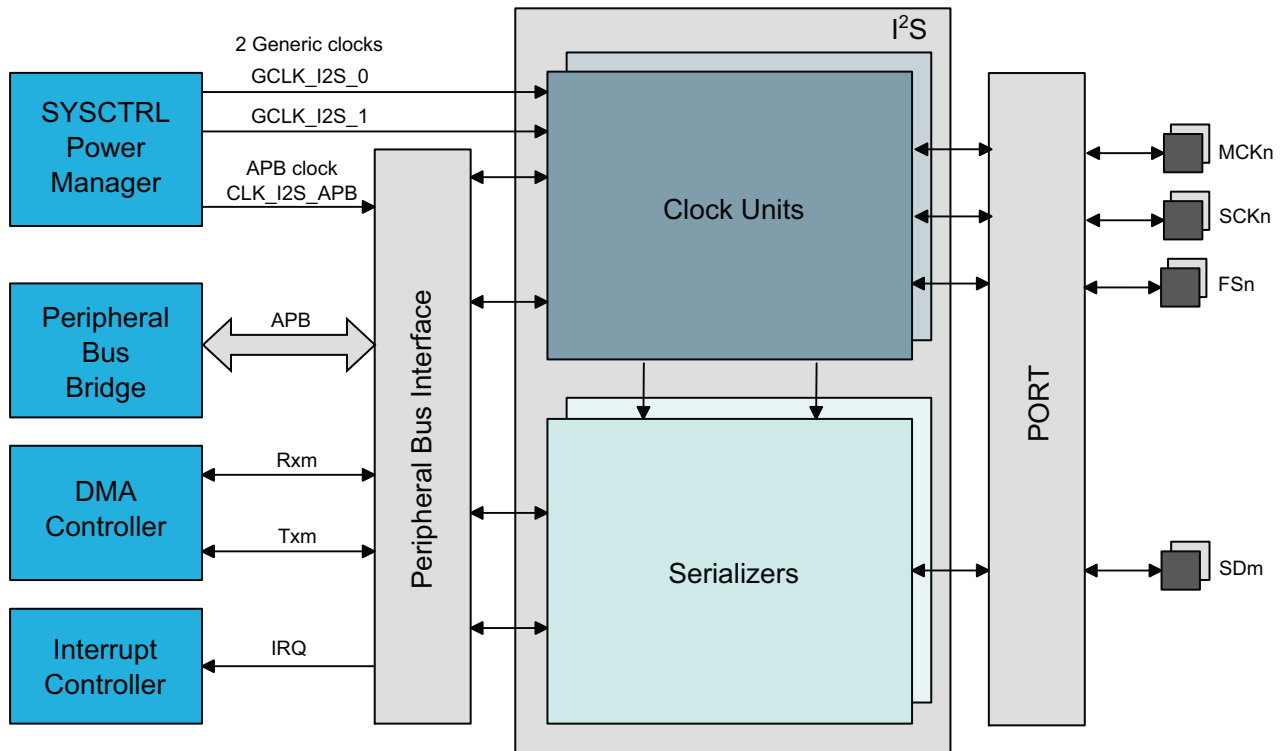 I²S
2 Generic clocks
GCLK_I2S_0
GCLK_I2S_1
SYSCTRL
Power
Manager
APB clock
CLK_I2S_APB
Clock Units
MCKn
SCKn
FSn
Peripheral
Bus
Bridge
APB
Peripheral Bus Interface
PORT
DMA
Controller
Rxm
Txm
Serializers
SDm
Interrupt
Controller
IRQ